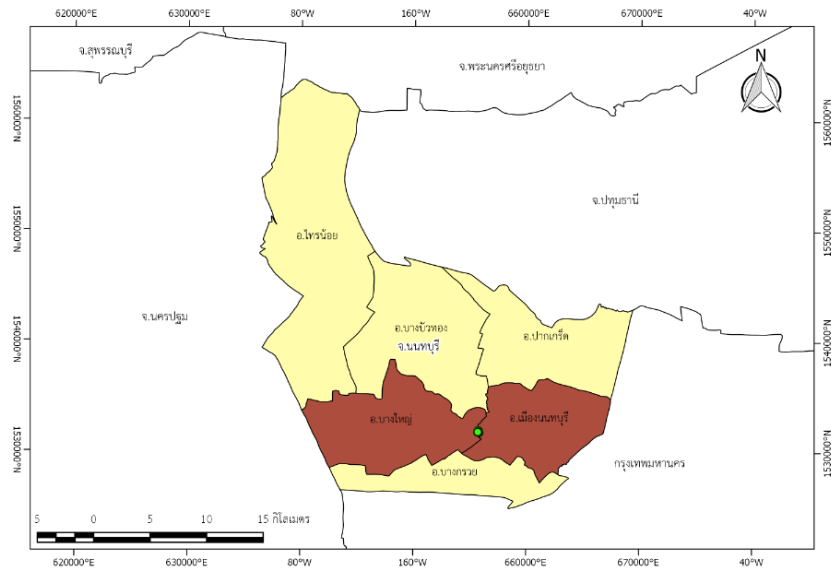 620000°E 630000°E 80°W 160°W 660000°E 670000°E 40°W
จ.สุพรรณบุรี
จ.พระนครศรีอยุธยา
N
1560000°N
1560000°N
จ.ปทุมธานี
อ.ไทรน้อย
1550000°N
1550000°N
จ.นครปฐม
อ.บางบัวทอง
จ.นนทบุรี
อ.ปากเกร็ด
1540000°N
1540000°N
อ.บางใหญ่
อ.เมืองนนทบุรี
1530000°N
1530000°N
อ.บางกรวย
กรุงเทพมหานคร
5 0 5 10 15 กิโลเมตร
620000°E 630000°E 80°W 160°W 660000°E 670000°E 40°W